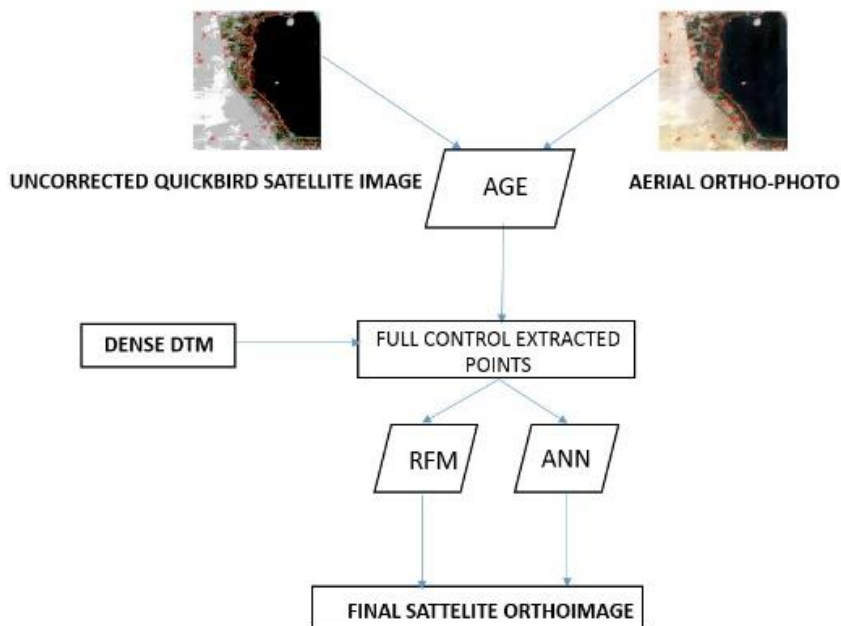 UNCORRECTED QUICKBIRD SATELLITE IMAGE
AERIAL ORTHO-PHOTO
AGE
DENSE DTM
FULL CONTROL EXTRACTED
POINTS
RFM
ANN
FINAL SATTELITE ORTHOIMAGE